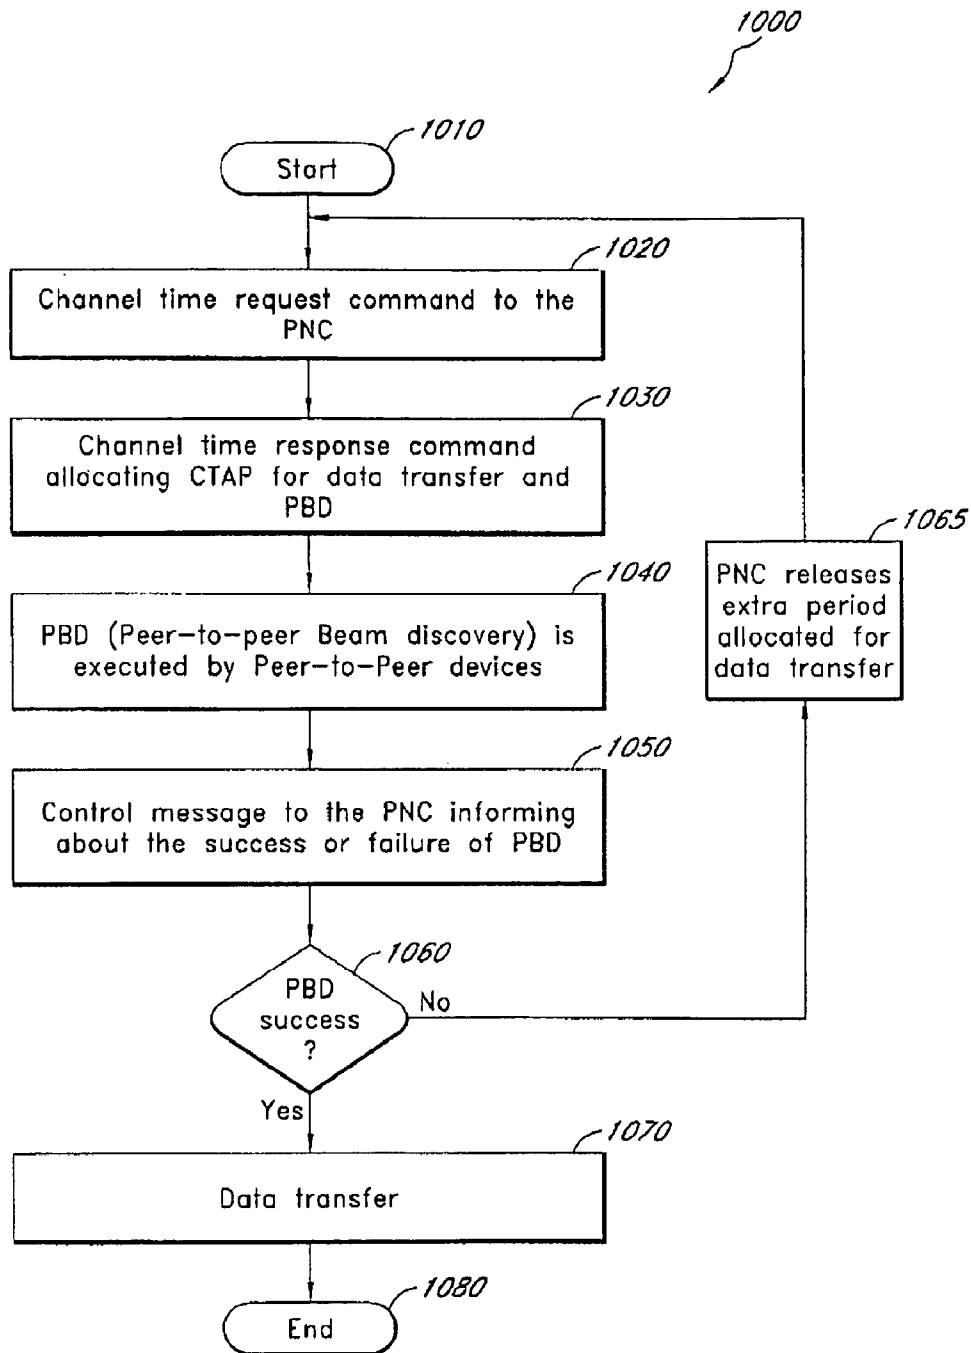 1000
1010
Start
1020
Channel time request command to the
PNC
1030
Channel time response command
allocating CTAP for data transfer and
PBD
1065
PNC releases
extra period
allocated for
data transfer
1040
PBD (Peer-to-peer Beam discovery) is
executed by Peer-to-Peer devices
1050
Control message to the PNC informing
about the success or failure of PBD
1060
PBD
success
?
No
Yes
1070
Data transfer
1080
End